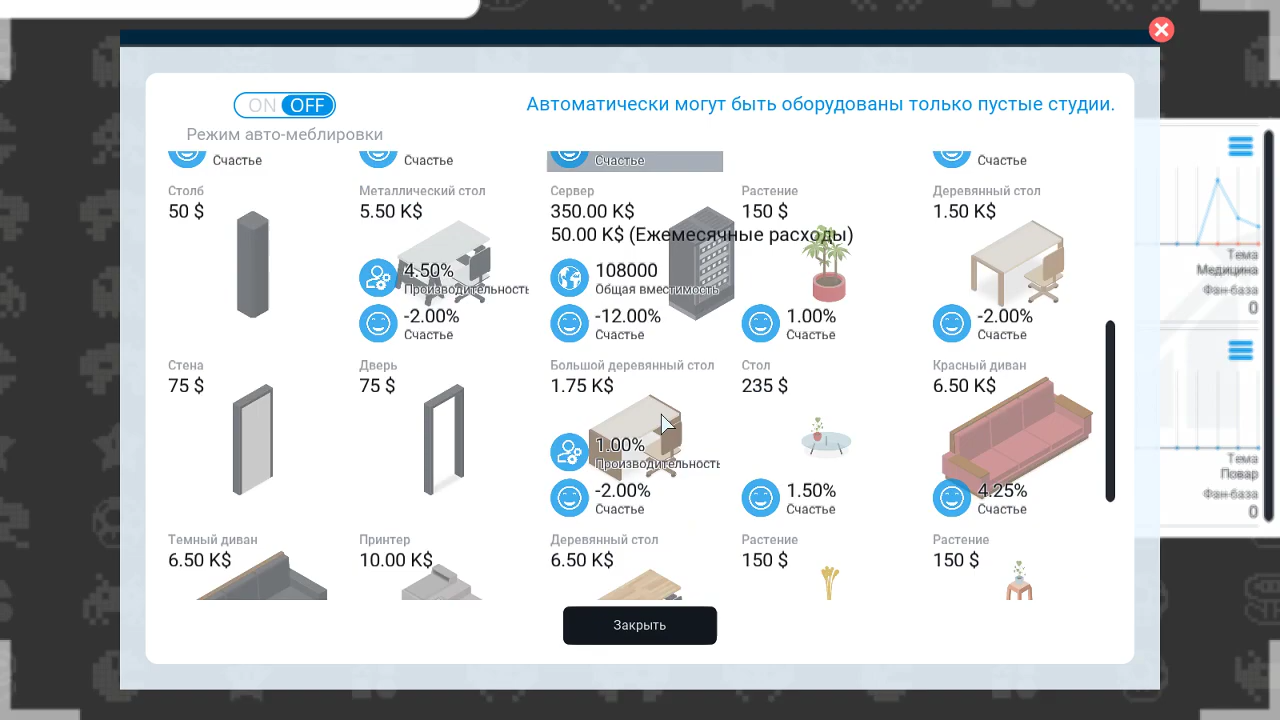 ON OFF
Автоматически могут быть оборудованы только пустые студии.
Режим авто-меблировки
Счастье
Счастье
Счастье
Счастье
Столб
50 $
Металлический стол
5.50 K$
4.50%
Производительность
-2.00%
Счастье
Сервер
350.00 K$
50.00 K$ (Ежемесячные расходы)
108000
Общая вместимость
-12.00%
Счастье
Растение
150 $
1.00%
Счастье
Деревянный стол
1.50 K$
-2.00%
Счастье
Стена
75 $
Дверь
75 $
Большой деревянный стол
1.75 K$
1.00%
Производительность
-2.00%
Счастье
Стол
235 $
1.50%
Счастье
Красный диван
6.50 K$
4.25%
Счастье
Темный диван
6.50 K$
Принтер
10.00 K$
Деревянный стол
6.50 K$
Растение
150 $
Растение
150 $
Закрыть
Тема
Медицина
Фан-база
0
Тема
Повар
Фан-база
0